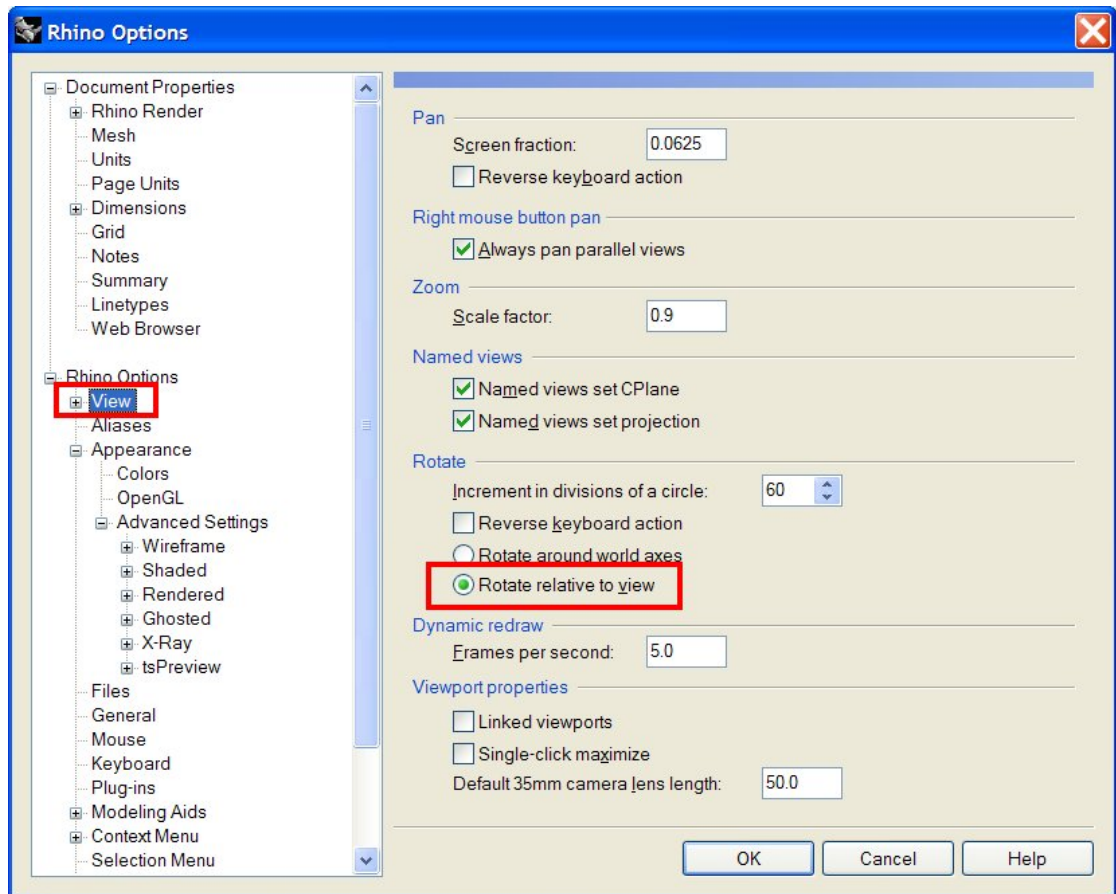 Rhino Options
Document Properties
Rhino Render
Mesh
Units
Page Units
Dimensions
Grid
Notes
Summary
Linetypes
Web Browser
Rhino Options
View
Aliases
Appearance
Colors
OpenGL
Advanced Settings
Wireframe
Shaded
Rendered
Ghosted
X-Ray
tsPreview
Files
General
Mouse
Keyboard
Plug-ins
Modeling Aids
Context Menu
Selection Menu
Pan
Screen fraction: 0.0625
Reverse keyboard action
Right mouse button pan
Always pan parallel views
Zoom
Scale factor: 0.9
Named views
Named views set CPlane
Named views set projection
Rotate
Increment in divisions of a circle: 60
Reverse keyboard action
Rotate around world axes
Rotate relative to view
Dynamic redraw
Frames per second: 5.0
Viewport properties
Linked viewports
Single-click maximize
Default 35mm camera lens length: 50.0
OK Cancel Help